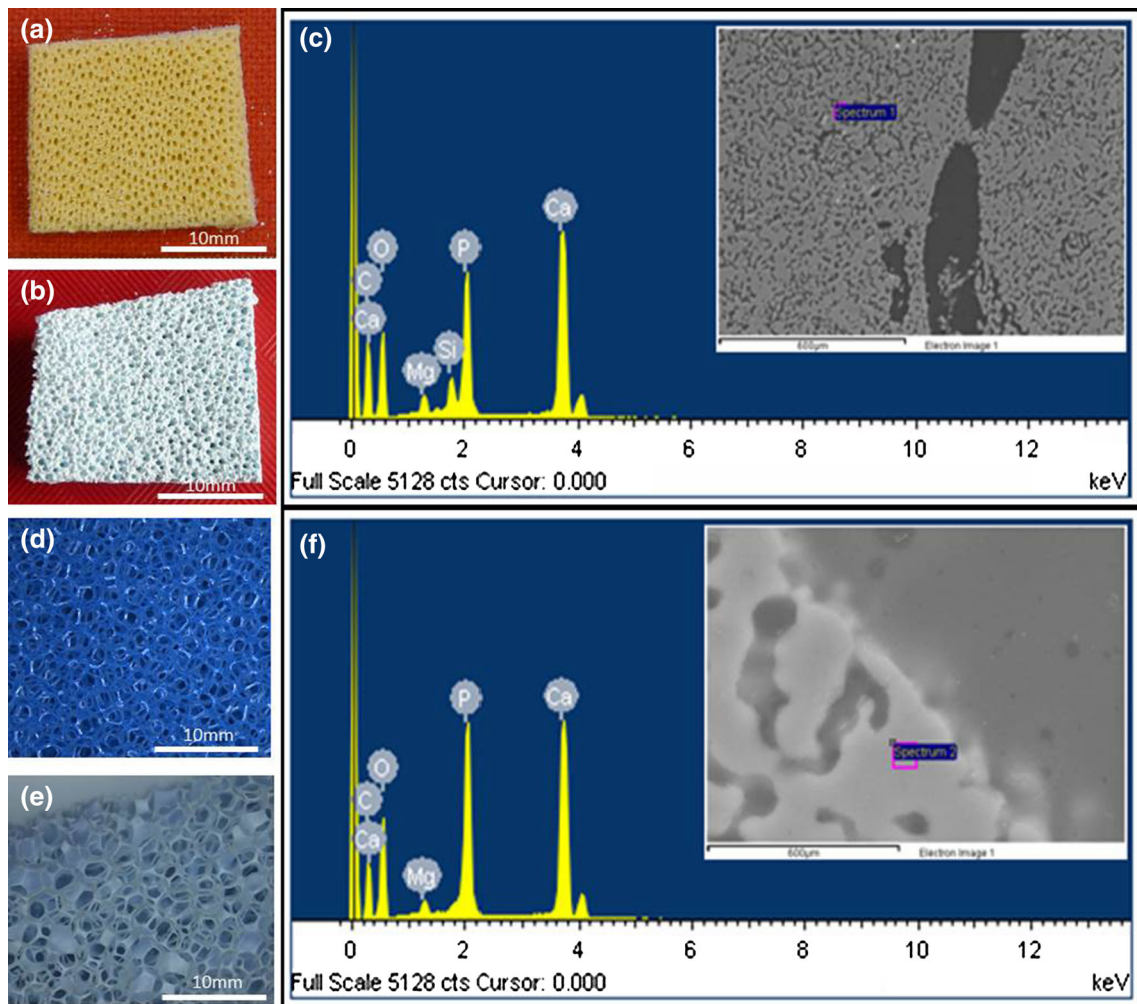 (a)
10mm
(b)
10mm
(c)
Spectrum 1
600μm
Electron Image 1
Ca
O
P
C
Ca
Si
Mg
0 2 4 6 8 10 12
Full Scale 5128 cts Cursor: 0.000
keV
(d)
10mm
(e)
10mm
(f)
Spectrum 2
600μm
Electron Image 1
P
Ca
O
C
Ca
Mg
0 2 4 6 8 10 12
Full Scale 5128 cts Cursor: 0.000
keV